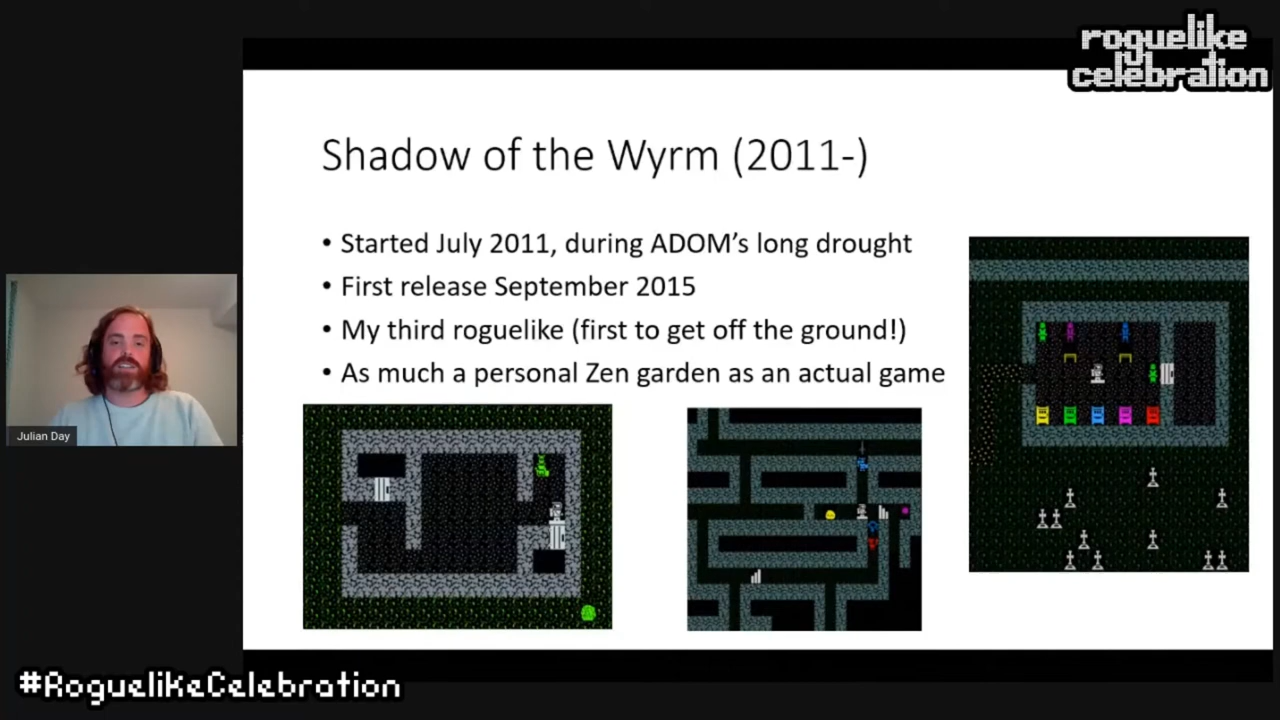 roguelike
celebration
Shadow of the Wyrm (2011-)
• Started July 2011, during ADOM’s long drought
• First release September 2015
• My third roguelike (first to get off the ground!)
• As much a personal Zen garden as an actual game
Julian Day
#RoguelikeCelebration